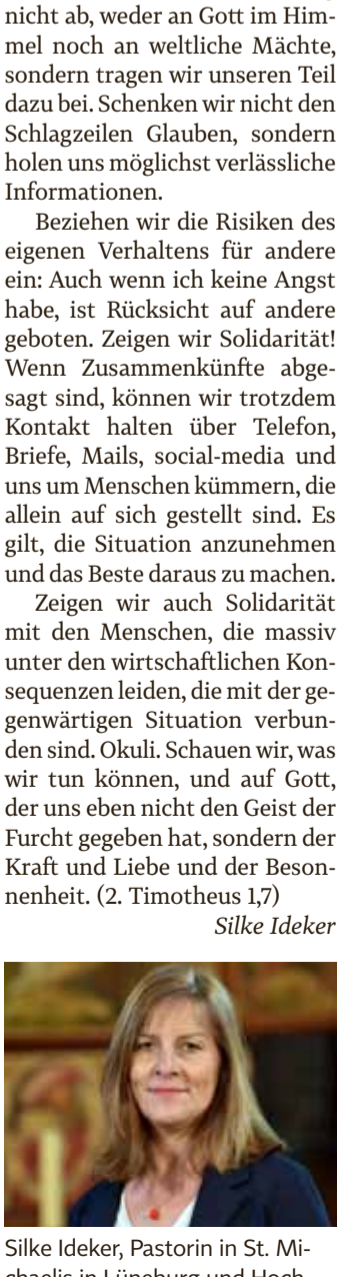 nicht ab, weder an Gott im Him-
mel noch an weltliche Mächte,
sondern tragen wir unseren Teil
dazu bei. Schenken wir nicht den
Schlagzeilen Glauben, sondern
holen uns möglichst verlässliche
Informationen.
Beziehen wir die Risiken des
eigenen Verhaltens für andere
ein: Auch wenn ich keine Angst
habe, ist Rücksicht auf andere
geboten. Zeigen wir Solidarität!
Wenn Zusammenkünfte abge-
sagt sind, können wir trotzdem
Kontakt halten über Telefon,
Briefe, Mails, social-media und
uns um Menschen kümmern, die
allein auf sich gestellt sind. Es
gilt, die Situation anzunehmen
und das Beste daraus zu machen.
Zeigen wir auch Solidarität
mit den Menschen, die massiv
unter den wirtschaftlichen Kon-
sequenzen leiden, die mit der ge-
genwärtigen Situation verbun-
den sind. Okuli. Schauen wir, was
wir tun können, und auf Gott,
der uns eben nicht den Geist der
Furcht gegeben hat, sondern der
Kraft und Liebe und der Beson-
nenheit. (2. Timotheus 1,7)
Silke Ideker
Silke Ideker, Pastorin in St. Mi-
chaelis in Lüneburg und Hoch